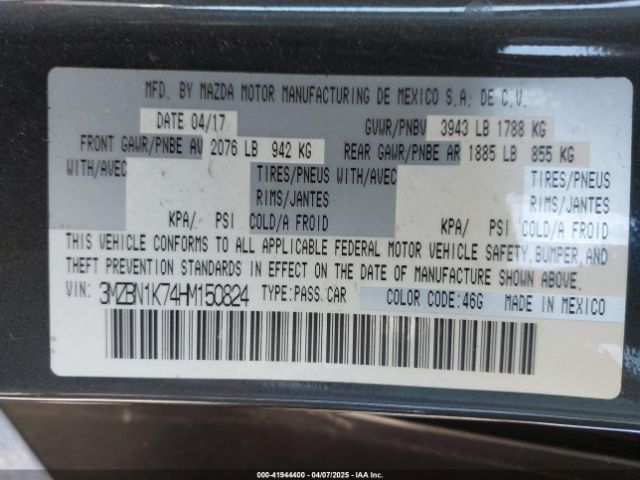 MFD. BY MAZDA MOTOR MANUFACTURING DE MEXICO S.A. DE C.V.
DATE 04/17 GVWR/PNBV 3943 LB 1788 KG
FRONT GAWR/PNBE AV 2076 LB 942 KG REAR GAWR/PNBE AR 1885 LB 855 KG
WITH/AVEC TIRES/PNEUS WITH/AVEC TIRES/PNEUS
RIMS/JANTES RIMS/JANTES
KPA/ PSI COLD/A FROID KPA/ PSI COLD/A FROID
THIS VEHICLE CONFORMS TO ALL APPLICABLE FEDERAL MOTOR VEHICLE SAFETY, BUMPER, AND
THEFT PREVENTION STANDARDS IN EFFECT ON THE DATE OF MANUFACTURE SHOWN ABOVE.
VIN: 3MZBN1K74HM150824 TYPE:PASS.CAR COLOR CODE:46G MADE IN MEXICO
000-41944400 - 04/07/2025 - IAA Inc.